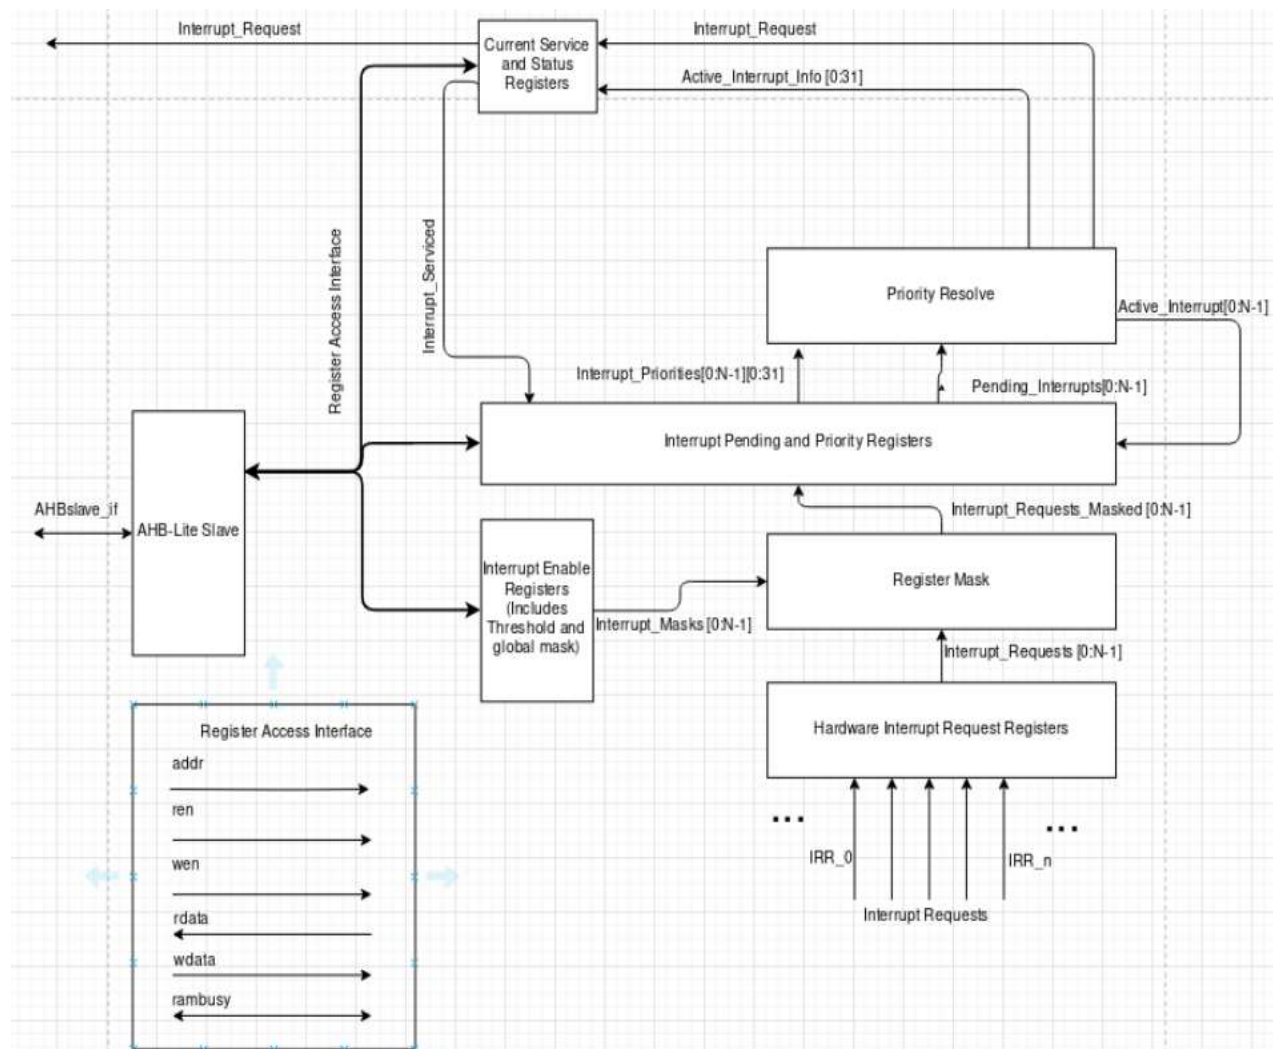 Interrupt_Request
Interrupt_Request
Current Service
and Status
Registers
Active_Interrupt_Info [0:31]
Register Access Interface
Interrupt_Serviced
Priority Resolve
Active_Interrupt[0:N-1]
Interrupt_Priorities[0:N-1][0:31]
Pending_Interrupts[0:N-1]
Interrupt Pending and Priority Registers
AHBslave_if
AHB-Lite Slave
Interrupt_Requests_Masked [0:N-1]
Interrupt Enable
Registers
(Includes
Threshold and
global mask)
Register Mask
Interrupt_Masks [0:N-1]
Interrupt_Requests [0:N-1]
Hardware Interrupt Request Registers
...
...
IRR_0
IRR_n
Interrupt Requests
Register Access Interface
addr
ren
wen
rdata
wdata
rambusy